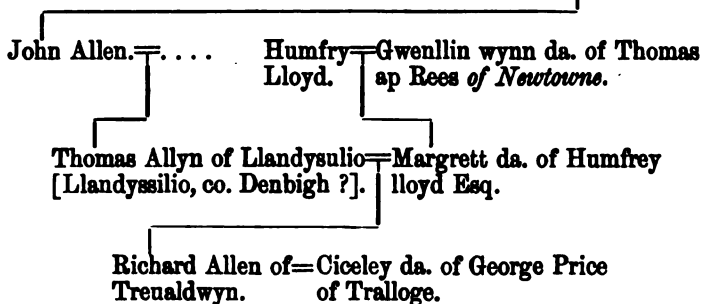 John Allen.=. . . . Humfry=Gwenllin wynn da. of Thomas
Lloyd. ap Rees of Newtowne.
Thomas Allyn of Llandysulio=Margrett da. of Humfrey
[Llandyssilio, co. Denbigh ?]. lloyd Esq.
Richard Allen of=Ciceley da. of George Price
Treualdwyn. of Tralloge.